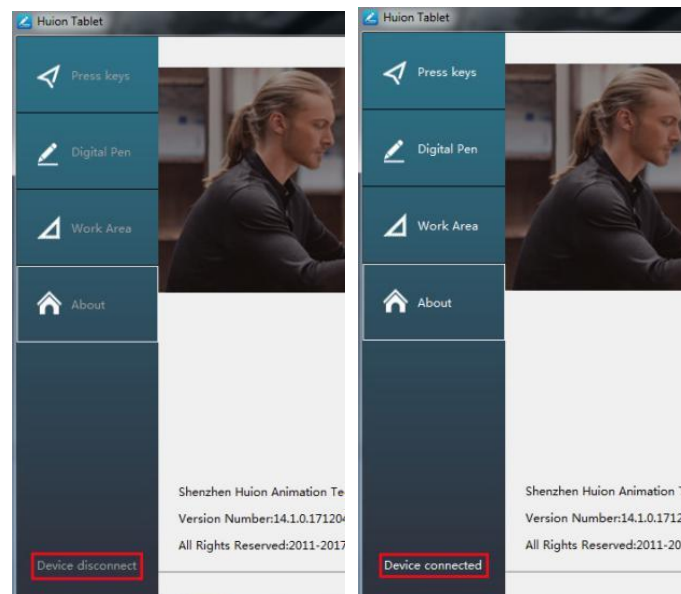 Huion Tablet
Press keys
Digital Pen
Work Area
About
Shenzhen Huion Animation
Version Number:14.1.0.171204
All Rights Reserved:2011-2017
Device disconnect
Huion Tablet
Press keys
Digital Pen
Work Area
About
Shenzhen Huion Animation
Version Number:14.1.0.1712
All Rights Reserved:2011-20
Device connected